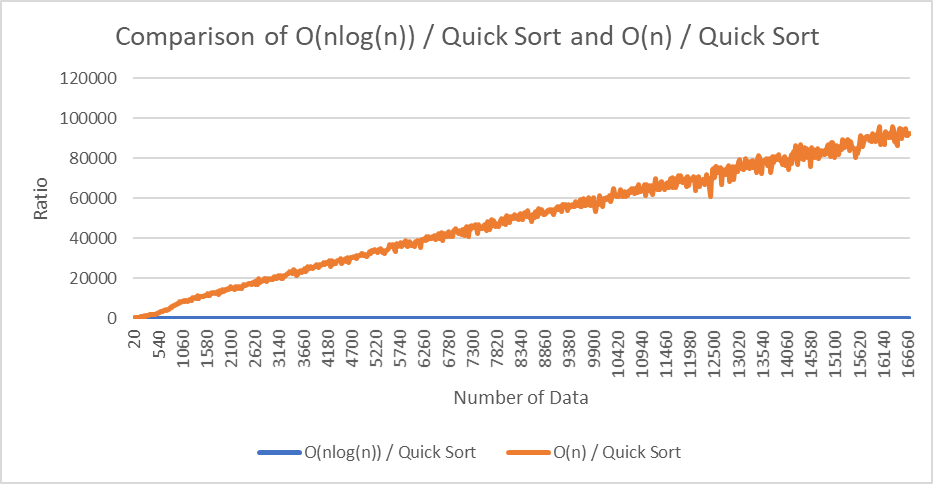 Comparison of O(nlog(n)) / Quick Sort and O(n) / Quick Sort
120000
100000
80000
60000
40000
20000
0
Ratio
20 540 1060 1580 2100 2620 3140 3660 4180 4700 5220 5740 6260 6780 7300 7820 8340 8860 9380 9900 10420 10940 11460 11980 12500 13020 13540 14060 14580 15100 15620 16140 16660
Number of Data
O(nlog(n)) / Quick Sort O(n) / Quick Sort